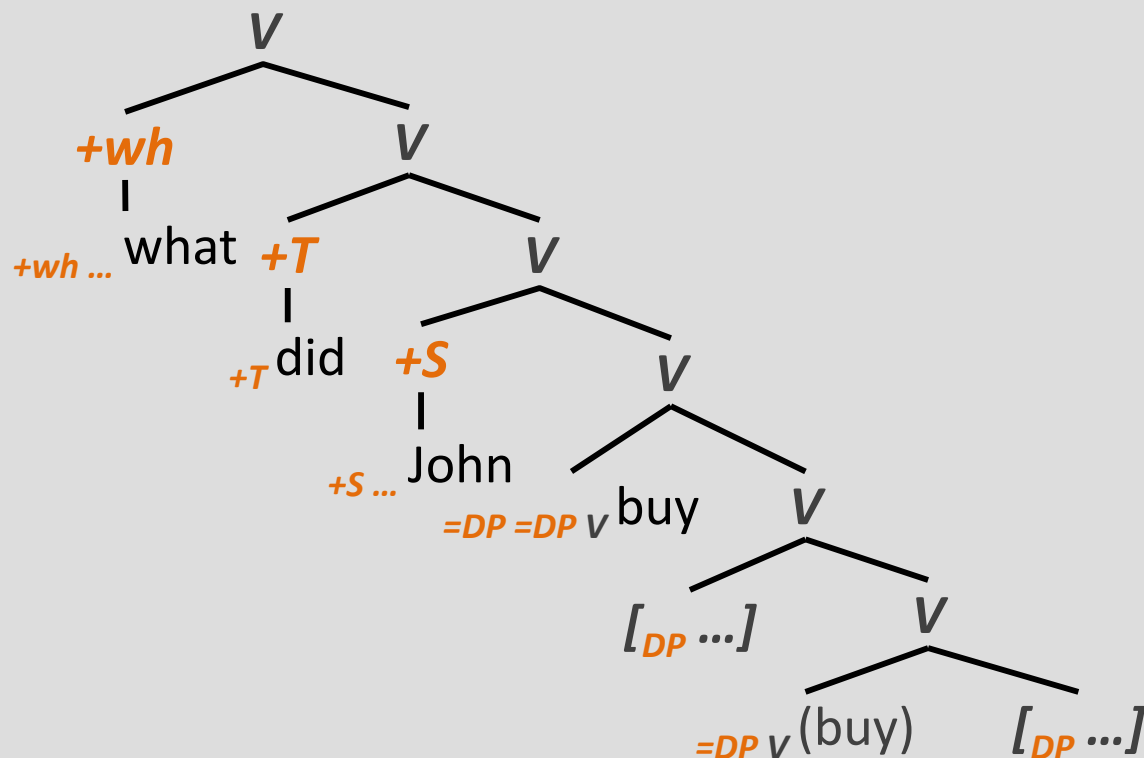 V
+wh V
+wh … what +T V
+T did +S V
+S … John =DP =DP V buy V
[DP …] V
=DP V (buy) [DP …]